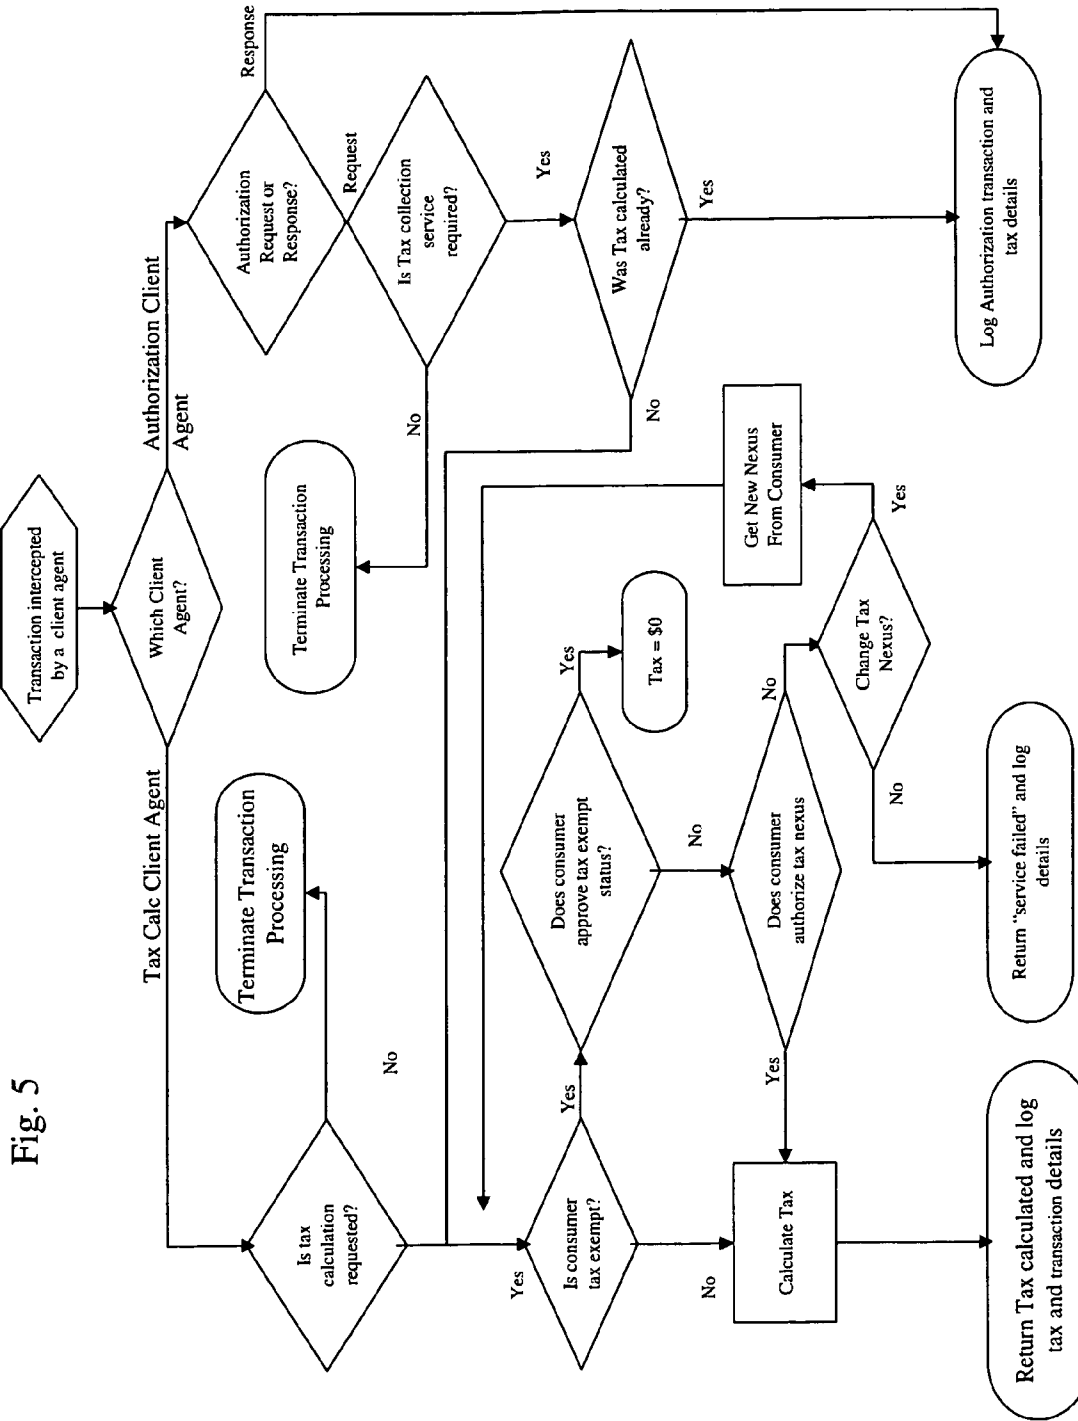 Fig. 5
Transaction intercepted
by a client agent
Which Client
Agent?
Tax Calc Client Agent
Authorization Client
Agent
Is tax
calculation
requested?
No
Terminate Transaction
Processing
Yes
Authorization
Request or
Response?
Response
Request
Is Tax collection
service
required?
No
Terminate Transaction
Processing
Yes
Was Tax calculated
already?
No
Yes
Log Authorization transaction and
tax details
Is consumer
tax exempt?
Yes
No
Does consumer
approve tax exempt
status?
Yes
Tax = $0
No
Does consumer
authorize tax nexus
Yes
No
Change Tax
Nexus?
Yes
Get New Nexus
From Consumer
No
Return "service failed" and log
details
Calculate Tax
Return Tax calculated and log
tax and transaction details